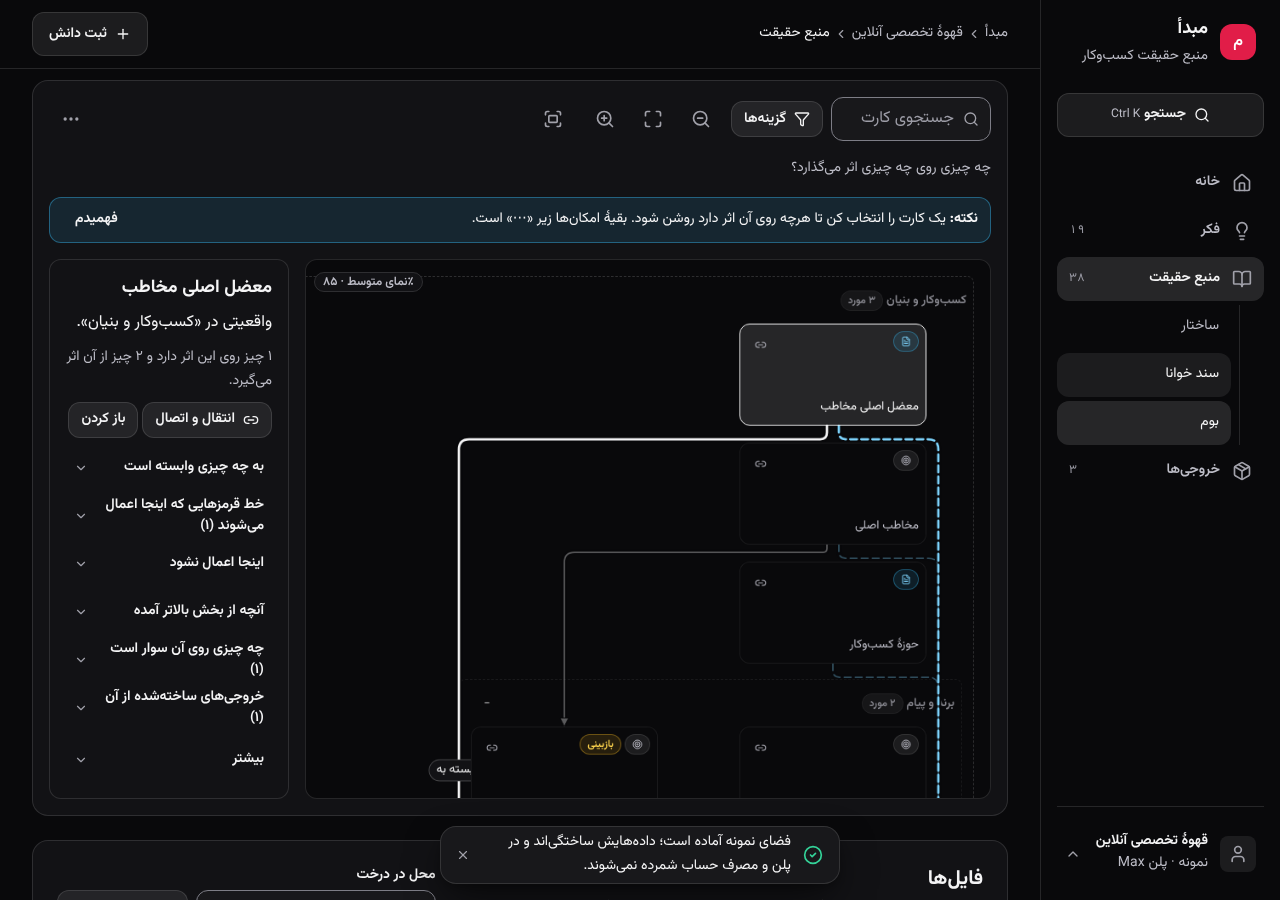 م
مبدأ
منبع حقیقت کسب‌وکار
جستجو Ctrl K
خانه
فکر ۱۹
منبع حقیقت ۳۸
ساختار
سند خوانا
بوم
خروجی‌ها ۳
قهوهٔ تخصصی آنلاین
نمونه · پلن Max
مبدأ › قهوهٔ تخصصی آنلاین › منبع حقیقت
ثبت دانش
جستجوی کارت
گزینه‌ها
چه چیزی روی چه چیزی اثر می‌گذارد؟
نکته: یک کارت را انتخاب کن تا هرچه روی آن اثر دارد روشن شود. بقیهٔ امکان‌ها زیر «⋯» است.
فهمیدم
نمای متوسط · ۸۵٪
کسب‌وکار و بنیان ۳ مورد
معضل اصلی مخاطب
مخاطب اصلی
حوزهٔ کسب‌وکار
برند و پیام ۲ مورد
بازبینی
بسته به
معضل اصلی مخاطب
واقعیتی در «کسب‌وکار و بنیان».
۱ چیز روی این اثر دارد و ۲ چیز از آن اثر
می‌گیرد.
انتقال و اتصال
باز کردن
به چه چیزی وابسته است
خط قرمزهایی که اینجا اعمال
می‌شوند (۱)
اینجا اعمال نشود
آنچه از بخش بالاتر آمده
چه چیزی روی آن سوار است
(۱)
خروجی‌های ساخته‌شده از آن
(۱)
بیشتر
فضای نمونه آماده است؛ داده‌هایش ساختگی‌اند و در
پلن و مصرف حساب شمرده نمی‌شوند.
فایل‌ها
محل در درخت